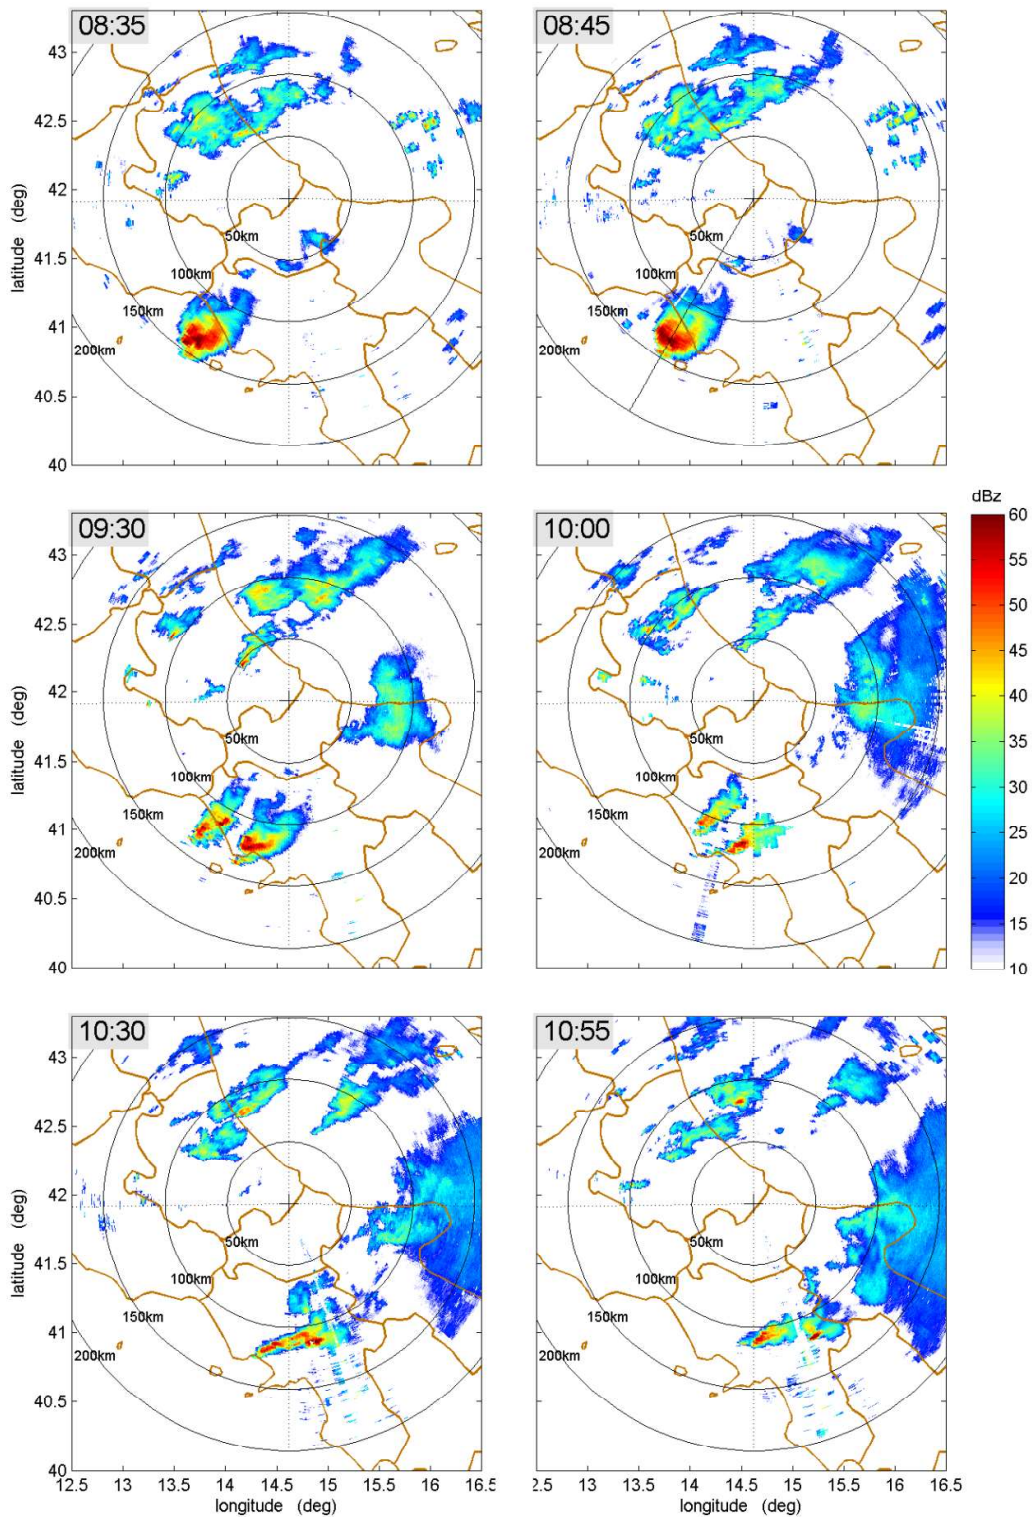 08:35
08:45
43
42.5
42
41.5
41
40.5
40
latitude (deg)
50km
100km
150km
200km
50km
100km
150km
200km
09:30
10:00
43
42.5
42
41.5
41
40.5
40
latitude (deg)
50km
100km
150km
200km
50km
100km
150km
200km
dBz
60
55
50
45
40
35
30
25
20
15
10
10:30
10:55
43
42.5
42
41.5
41
40.5
40
latitude (deg)
50km
100km
150km
200km
50km
100km
150km
200km
12.5 13 13.5 14 14.5 15 15.5 16 16.5
2.5 13 13.5 14 14.5 15 15.5 16 16.5
longitude (deg)
longitude (deg)